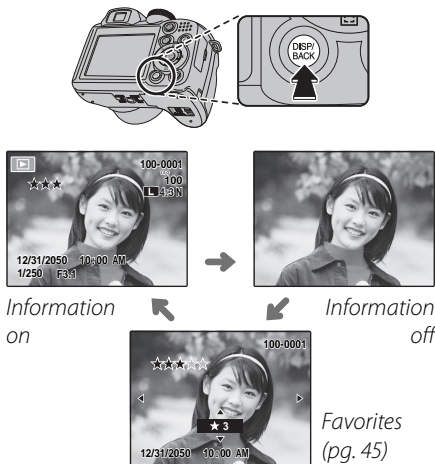 DISP/
BACK
100-0001
ISO
100
L 4:3 N
12/31/2050 10:00 AM
1/250 F3.1
Information
on
Information
off
100-0001
★ 3
12/31/2050 10:00 AM
Favorites
(pg. 45)